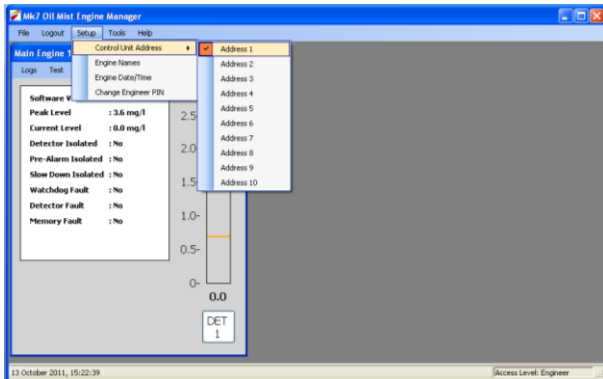 Mk7 Oil Mist Engine Manager
File Logout Setup Tools Help
Control Unit Address
Engine Names
Engine Date/Time
Change Engineer PIN
Address 1
Address 2
Address 3
Address 4
Address 5
Address 6
Address 7
Address 8
Address 9
Address 10
Main Engine 1
Logs Test
Software V
Peak Level : 3.6 mg/l
Current Level : 0.0 mg/l
Detector Isolated : No
Pre-Alarm Isolated : No
Slow Down Isolated : No
Watchdog Fault : No
Detector Fault : No
Memory Fault : No
2.5
2.0
1.5
1.0-
0.5-
0-
0.0
DET
1
13 October 2011, 15:22:39
Access Level: Engineer